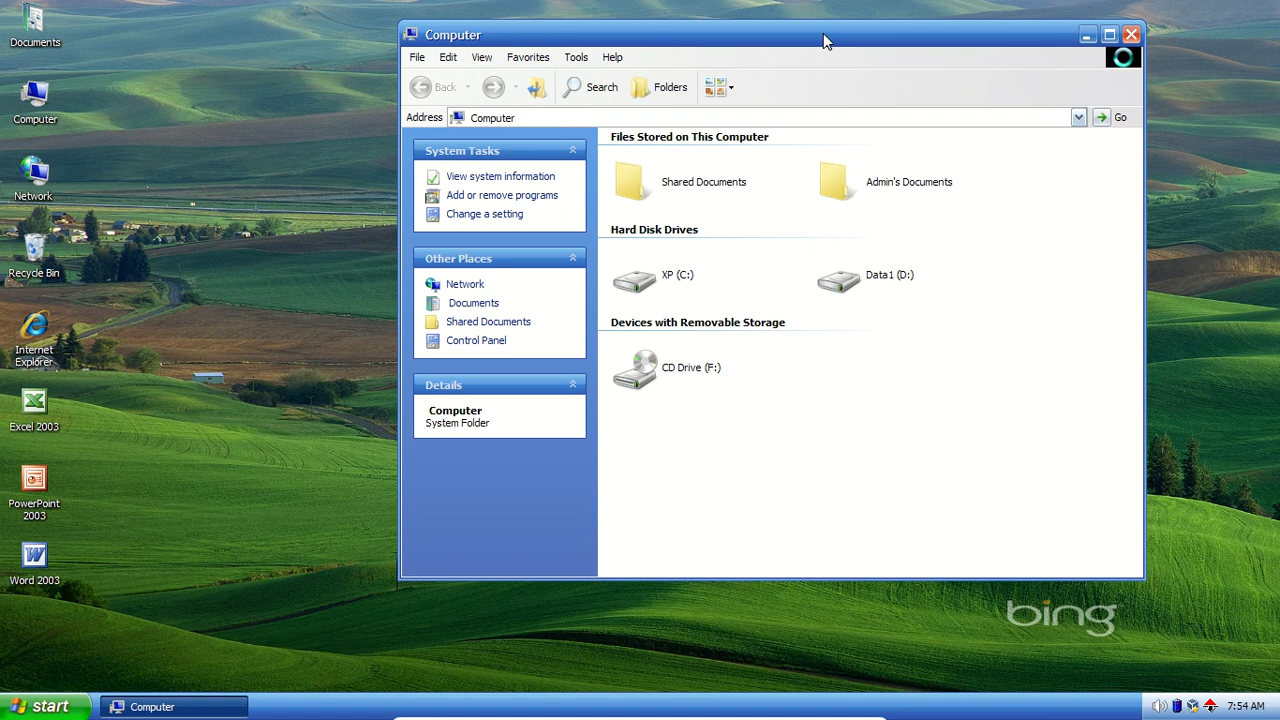 Documents
Computer
Network
Recycle Bin
Internet
Explorer
Excel 2003
PowerPoint
2003
Word 2003
Computer
File Edit View Favorites Tools Help
Back Search Folders
Address Computer Go
System Tasks
View system information
Add or remove programs
Change a setting
Other Places
Network
Documents
Shared Documents
Control Panel
Details
Computer
System Folder
Files Stored on This Computer
Shared Documents Admin's Documents
Hard Disk Drives
XP (C:) Data1 (D:)
Devices with Removable Storage
CD Drive (F:)
bing
start Computer 7:54 AM